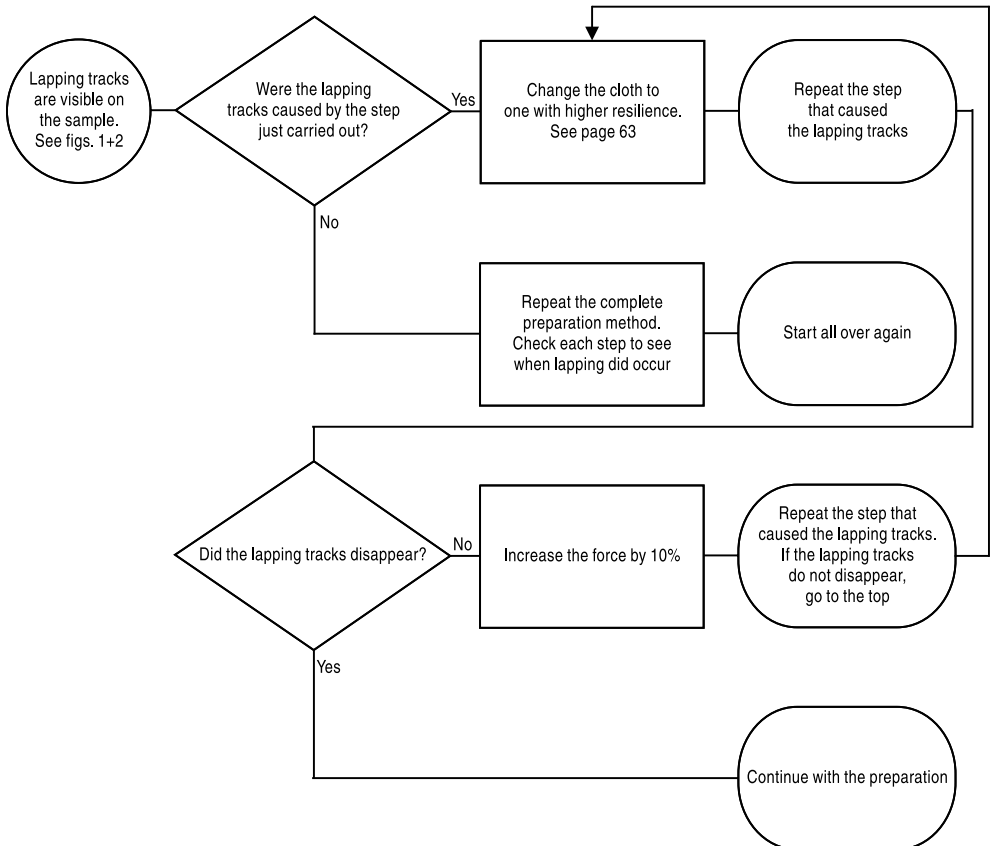 Lapping tracks
are visible on
the sample.
See figs. 1+2
Were the lapping
tracks caused by the step
just carried out?
Yes
Change the cloth to
one with higher resilience.
See page 63
Repeat the step
that caused
the lapping tracks
No
Repeat the complete
preparation method.
Check each step to see
when lapping did occur
Start all over again
Did the lapping tracks disappear?
No
Increase the force by 10%
Repeat the step that
caused the lapping tracks.
If the lapping tracks
do not disappear,
go to the top
Yes
Continue with the preparation